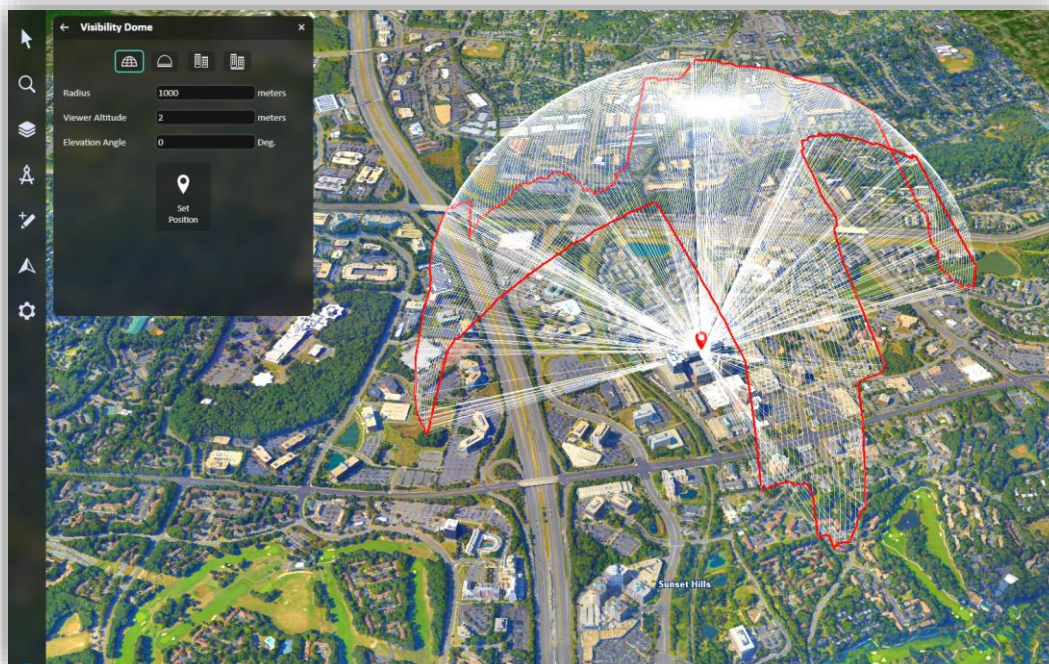 Visibility Dome
Radius 1000 meters
Viewer Altitude 2 meters
Elevation Angle 0 Deg.
Set
Position
Sunset Hills